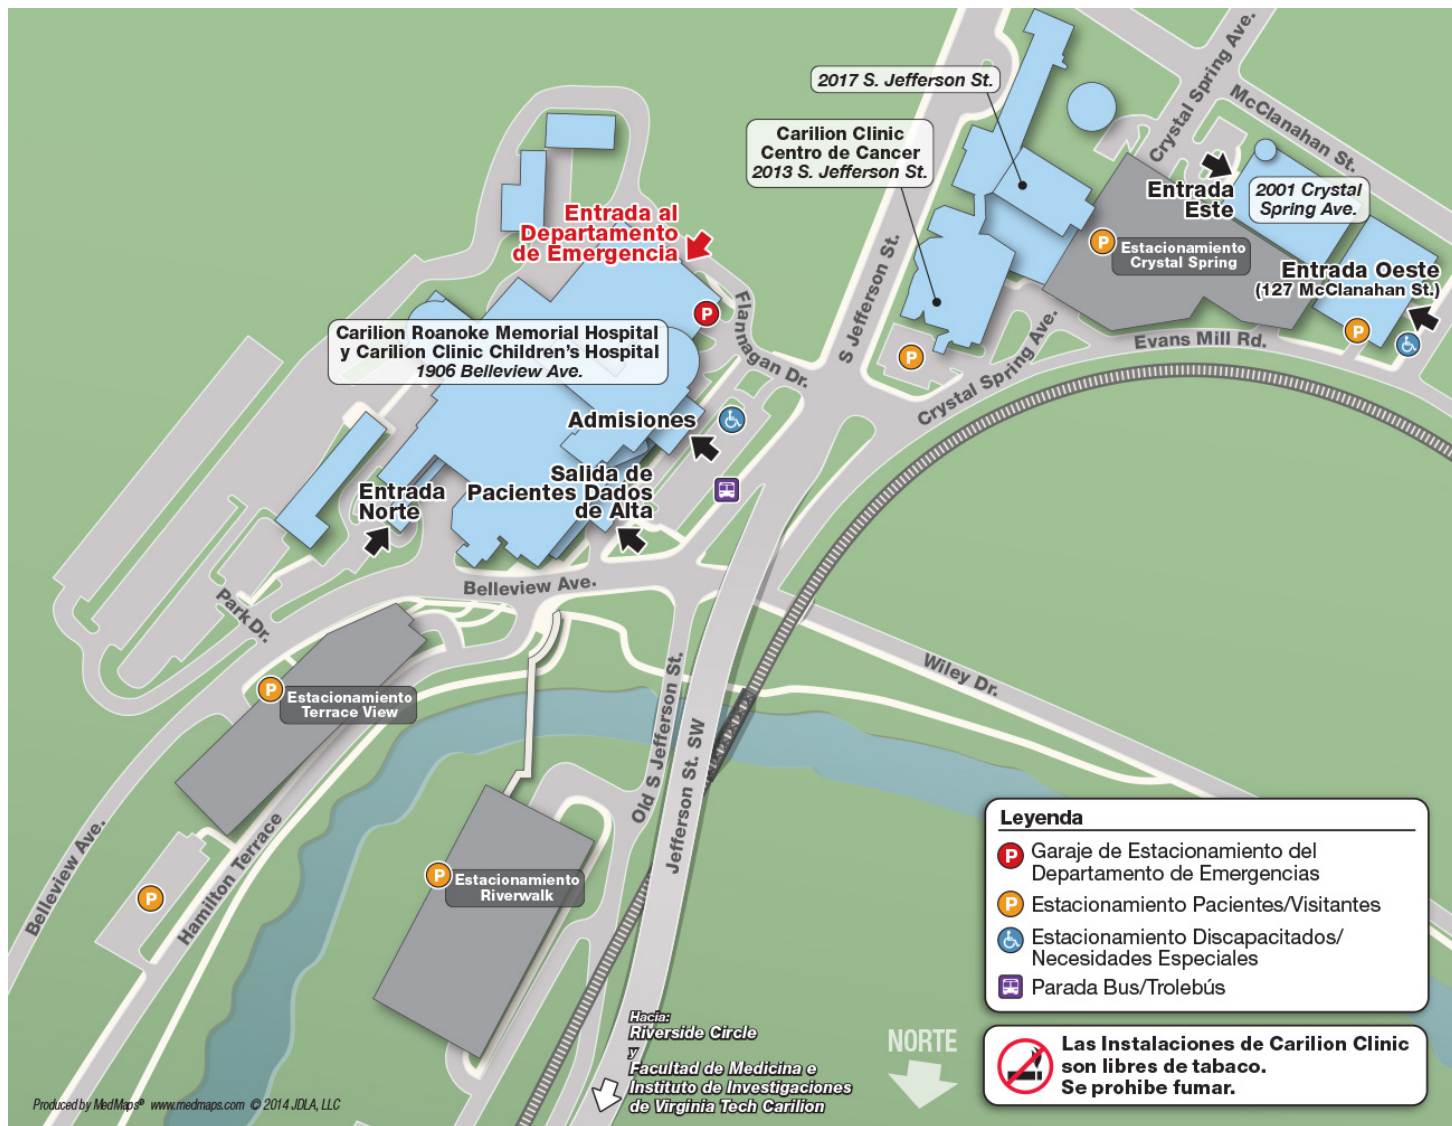 2017 S. Jefferson St.
Carilion Clinic
Centro de Cancer
2013 S. Jefferson St.
Crystal Spring Ave.
McClanahan St.
Entrada
Este
2001 Crystal
Spring Ave.
Entrada al
Departamento
de Emergencia
P
P
Estacionamiento
Crystal Spring
Entrada Oeste
(127 McClanahan St.)
Flannagan Dr.
S Jefferson St.
P
P
Carilion Roanoke Memorial Hospital
y Carilion Clinic Children's Hospital
1906 Belleview Ave.
Crystal Spring Ave.
Evans Mill Rd.
Admisiones
Salida de
Pacientes Dados
de Alta
Entrada
Norte
Belleview Ave.
Park Dr.
P
Estacionamiento
Terrace View
Wiley Dr.
Old S Jefferson St.
Jefferson St. SW
Belleview Ave.
Hamilton Terrace
P
P
Estacionamiento
Riverwalk
Leyenda
P Garaje de Estacionamiento del
Departamento de Emergencias
P Estacionamiento Pacientes/Visitantes
Estacionamiento Discapacitados/
Necesidades Especiales
Parada Bus/Trolebús
Hacia:
Riverside Circle
y
Facultad de Medicina e
Instituto de Investigaciones
de Virginia Tech Carilion
NORTE
Las Instalaciones de Carilion Clinic
son libres de tabaco.
Se prohibe fumar.
Produced by MedMaps® www.medmaps.com © 2014 JDLA, LLC